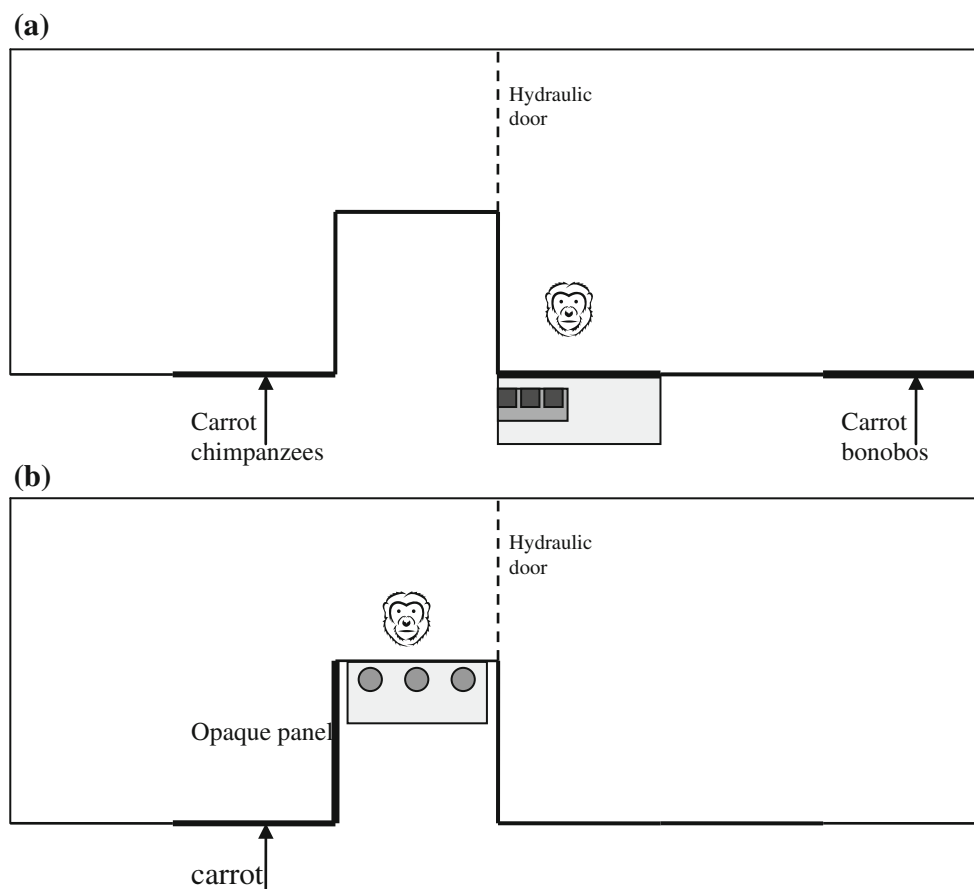 (a)
Hydraulic
door
Carrot
chimpanzees
Carrot
bonobos
(b)
Hydraulic
door
Opaque panel
carrot